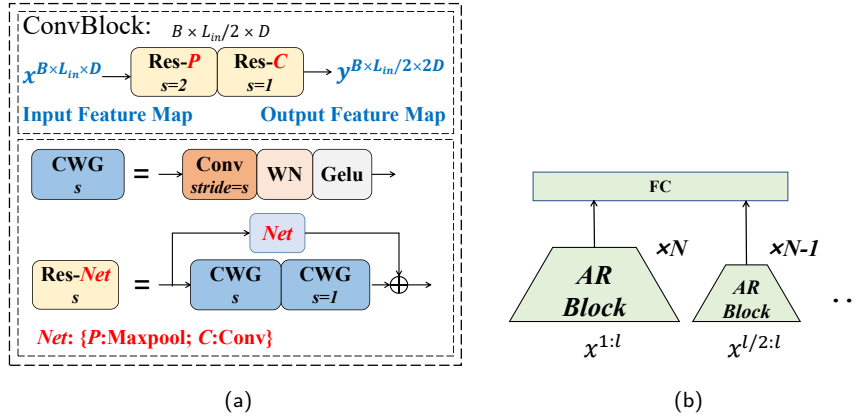 ConvBlock: B × L_in/2 × D
x^{B×L_in×D} Res-P s=2 Res-C s=1 y^{B×L_in/2×2D}
Input Feature Map Output Feature Map
CWG s = Conv stride=s WN Gelu
Net
Res-Net s = CWG s CWG s=1
Net: {P:Maxpool; C:Conv}
(a)
FC
×N ×N-1
AR Block AR Block
x^{1:l} x^{l/2:l} . .
(b)